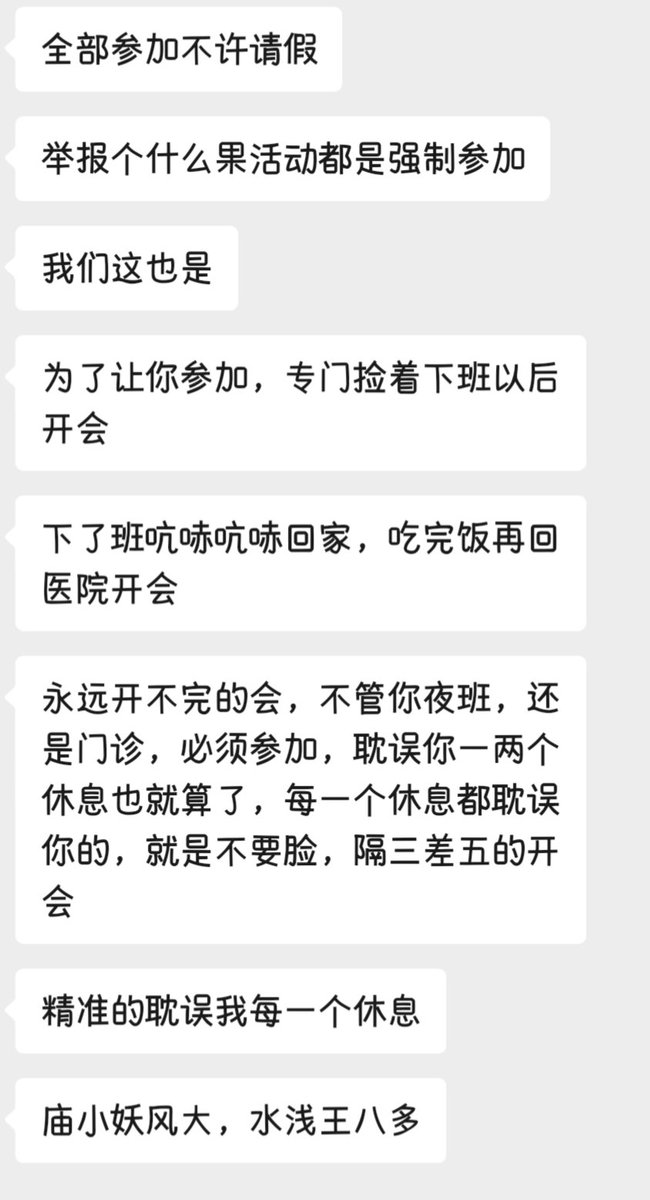 全部参加不许请假
举报个什么果活动都是强制参加
我们这也是
为了让你参加，专门捡着下班以后
开会
下了班吭哧吭哧回家，吃完饭再回
医院开会
永远开不完的会，不管你夜班，还
是门诊，必须参加，耽误你一两个
休息也就算了，每一个休息都耽误
你的，就是不要脸，隔三差五的开
会
精准的耽误我每一个休息
庙小妖风大，水浅王八多